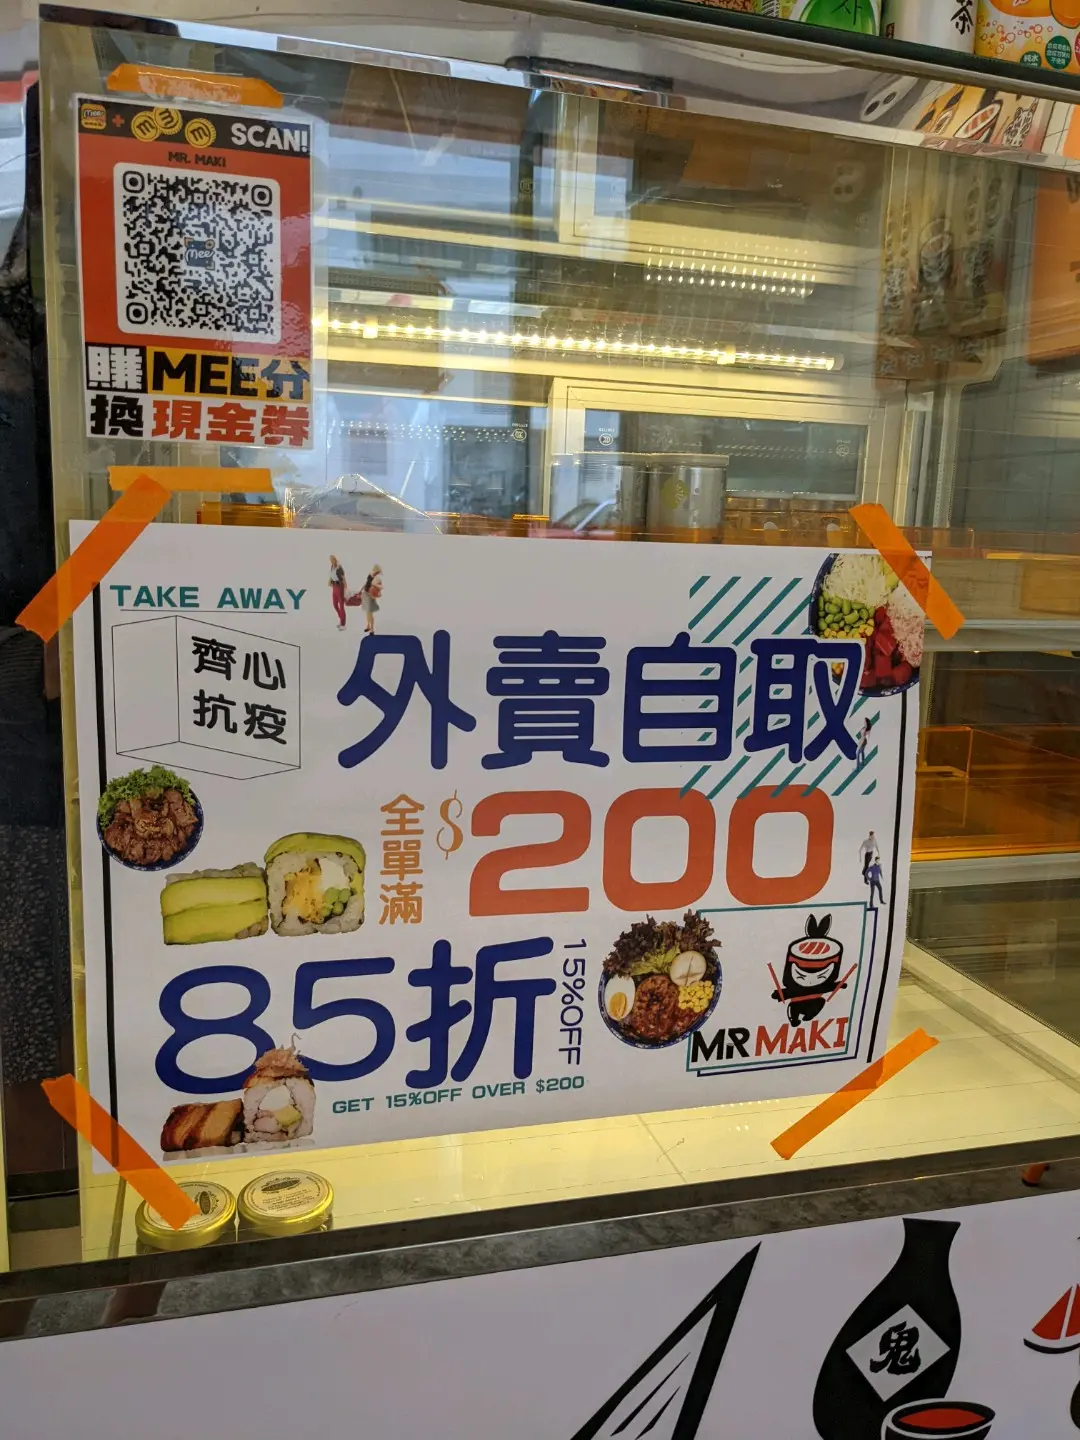 SCAN!
MR. MAKI
mee
賺MEE分
換現金券
TAKE AWAY
齊心
抗疫
外賣自取
全單滿
$200
85折
15%OFF
GET 15%OFF OVER $200
MR MAKI
鬼
茶